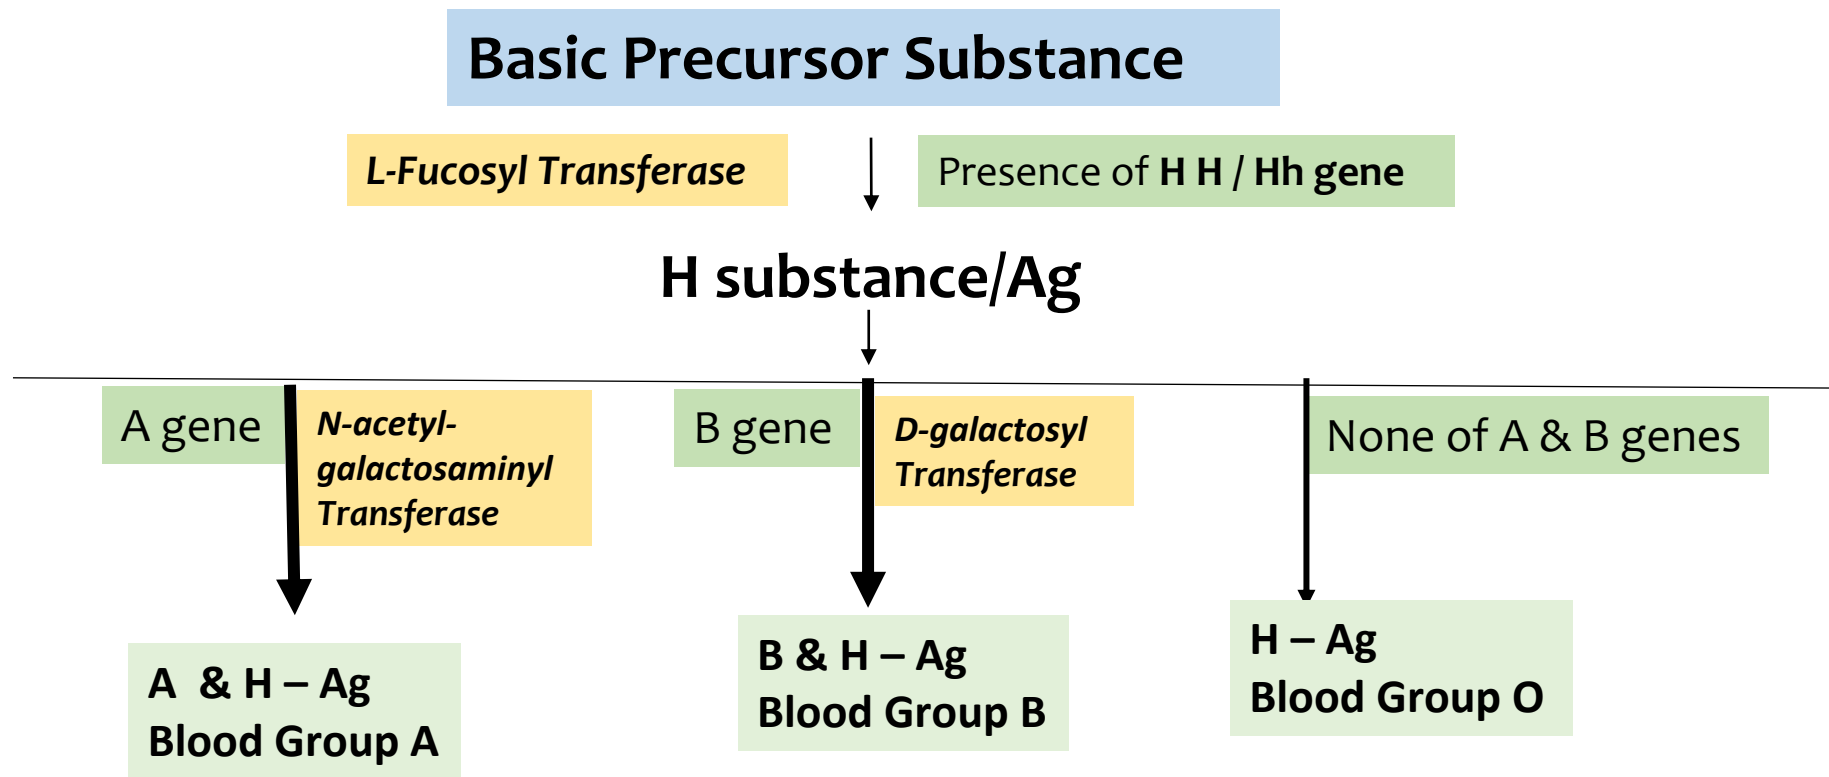 Basic Precursor Substance
L-Fucosyl Transferase
Presence of H H / Hh gene
H substance/Ag
A gene
N-acetyl-
galactosaminyl
Transferase
B gene
D-galactosyl
Transferase
None of A & B genes
A & H – Ag
Blood Group A
B & H – Ag
Blood Group B
H – Ag
Blood Group O